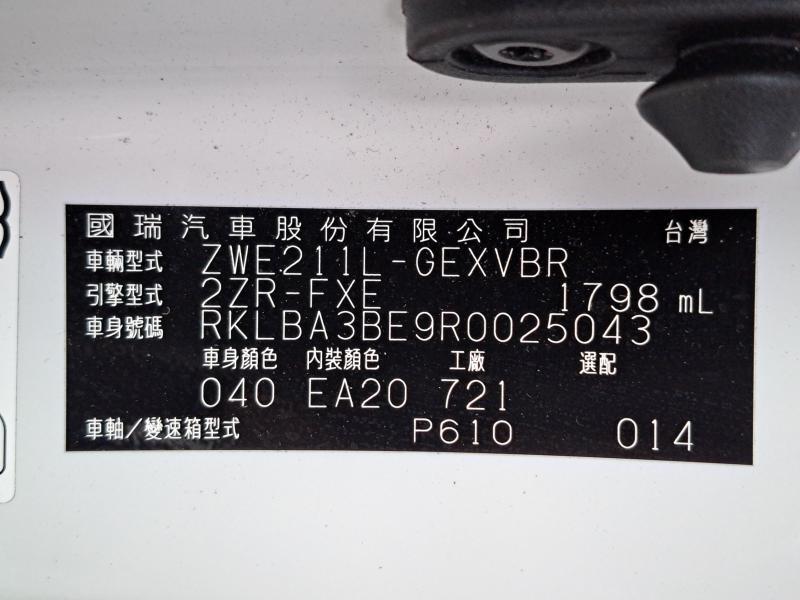 國瑞汽車股份有限公司 台灣
車輛型式 ZWE211L-GEXVBR
引擎型式 2ZR-FXE 1798 mL
車身號碼 RKLBA3BE9R0025043
車身顏色 內裝顏色 工廠 選配
040 EA20 721
車軸/變速箱型式 P610 014